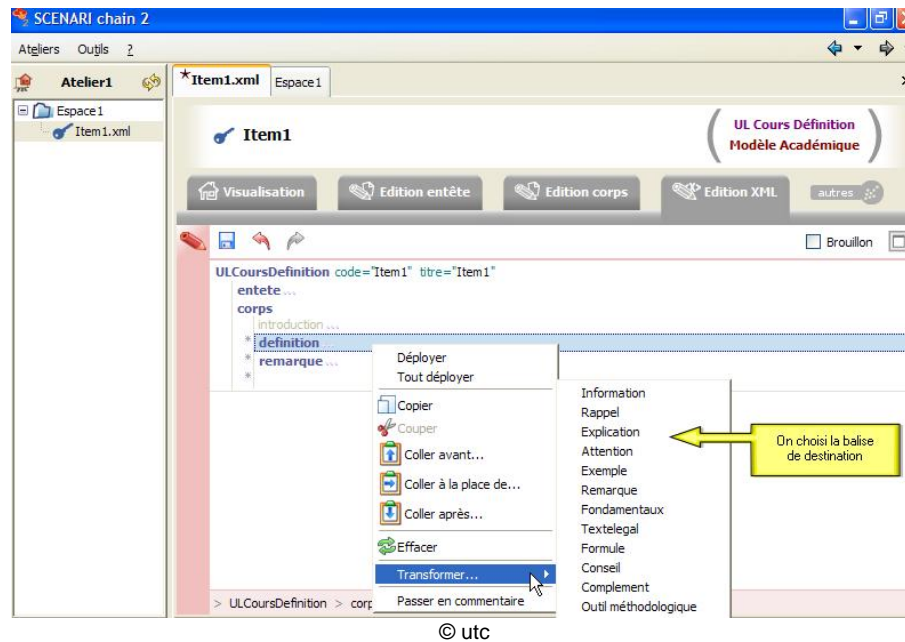 SCENARI chain 2
Ateliers Outils ?
Atelier1
*Item1.xml Espace1
Espace1
Item1.xml
Item1
UL Cours Définition
Modèle Académique
Visualisation Edition entête Edition corps Edition XML autres
Brouillon
ULCoursDefinition code="Item1" titre="Item1"
entete ...
corps
introduction ...
* definition
* remarque ...
*
Déployer
Tout déployer
Copier
Couper
Coller avant...
Coller à la place de...
Coller après...
Effacer
Transformer...
Passer en commentaire
Information
Rappel
Explication
Attention
Exemple
Remarque
Fondamentaux
Textelegal
Formule
Conseil
Complement
Outil méthodologique
On choisi la balise
de destination
> ULCoursDefinition > corp
© utc